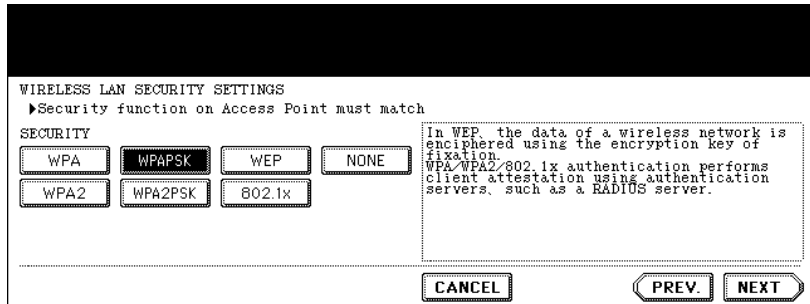 WIRELESS LAN SECURITY SETTINGS
▶Security function on Access Point must match
SECURITY
WPA WPAPSK WEP NONE
WPA2 WPA2PSK 802.1x
In WEP, the data of a wireless network is
enciphered using the encryption key of
fixation.
WPA/WPA2/802.1x authentication performs
client attestation using authentication
servers, such as a RADIUS server.
CANCEL PREV. NEXT